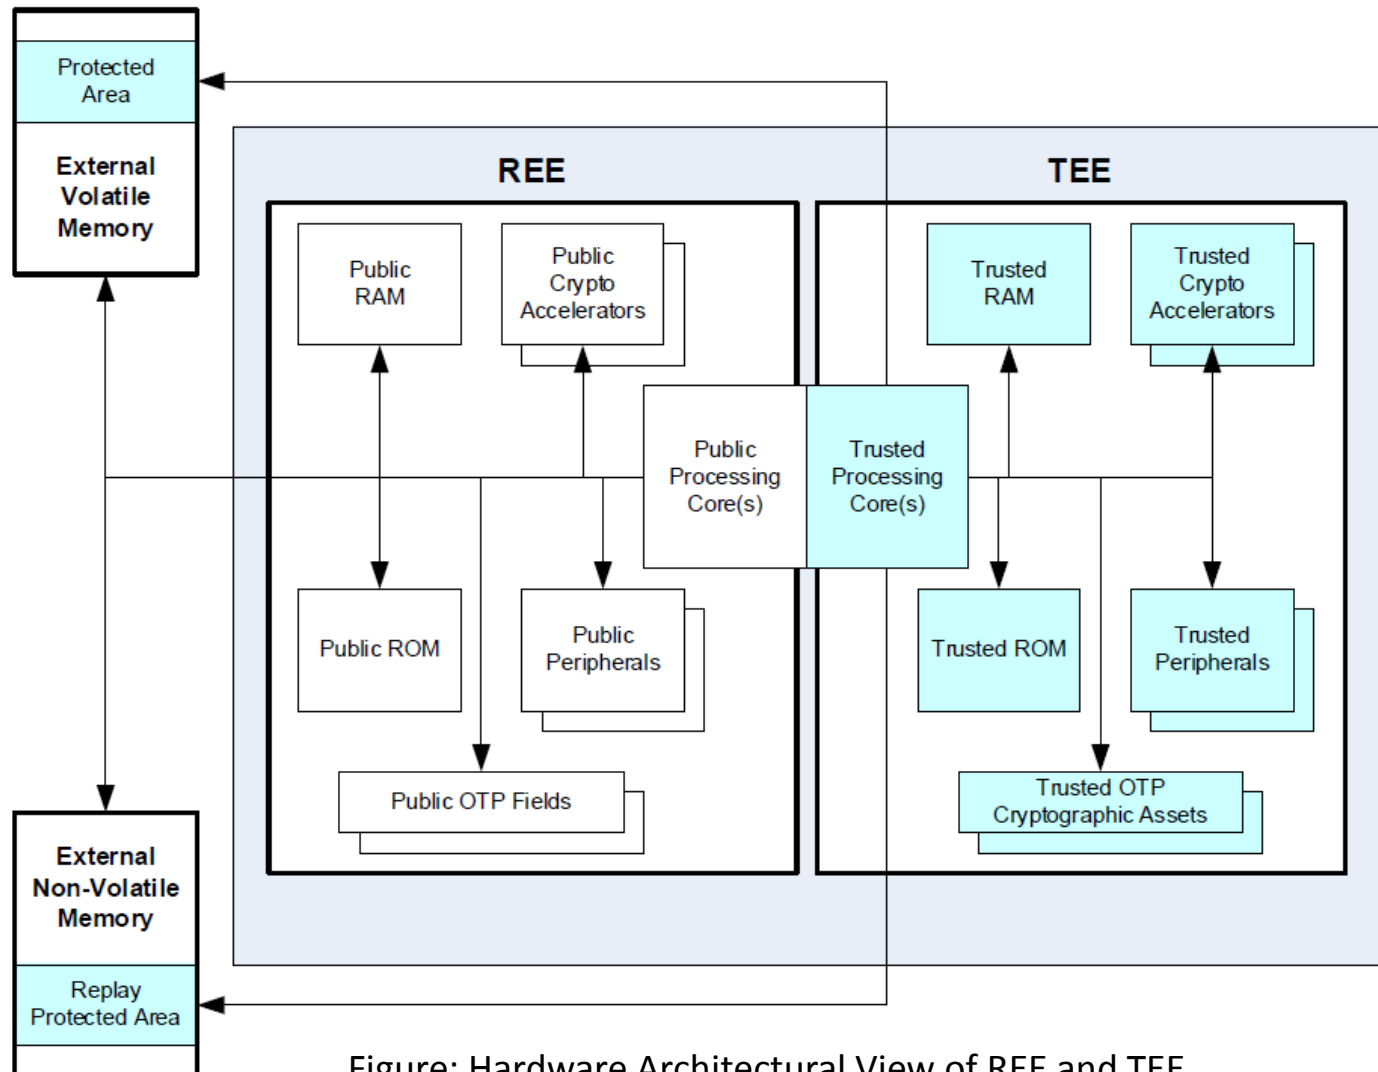 Protected
Area
External
Volatile
Memory
REE
TEE
Public
RAM
Public
Crypto
Accelerators
Trusted
RAM
Trusted
Crypto
Accelerators
Public
Processing
Core(s)
Trusted
Processing
Core(s)
Public ROM
Public
Peripherals
Trusted ROM
Trusted
Peripherals
Public OTP Fields
Trusted OTP
Cryptographic Assets
External
Non-Volatile
Memory
Replay
Protected Area
Figure: Hardware Architectural View of REE and TEE